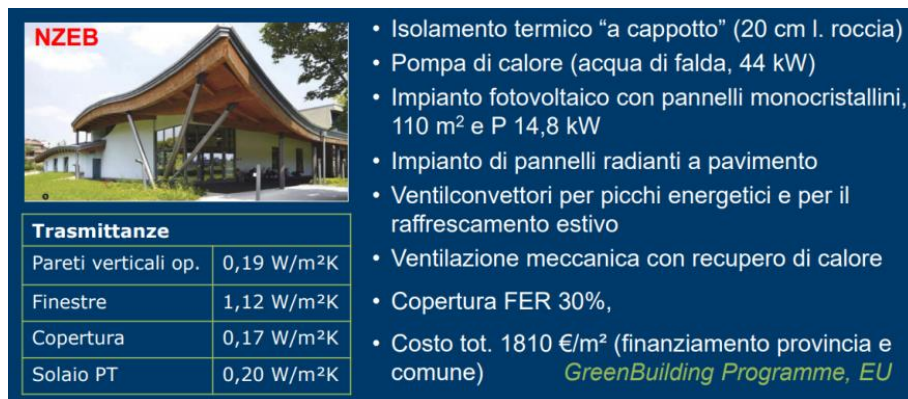 NZEB
Trasmittanze
Pareti verticali op. 0,19 W/m²K
Finestre 1,12 W/m²K
Copertura 0,17 W/m²K
Solaio PT 0,20 W/m²K
• Isolamento termico “a cappotto” (20 cm l. roccia)
• Pompa di calore (acqua di falda, 44 kW)
• Impianto fotovoltaico con pannelli monocristallini,
110 m² e P 14,8 kW
• Impianto di pannelli radianti a pavimento
• Ventilconvettori per picchi energetici e per il
raffrescamento estivo
• Ventilazione meccanica con recupero di calore
• Copertura FER 30%,
• Costo tot. 1810 €/m² (finanziamento provincia e
comune) GreenBuilding Programme, EU